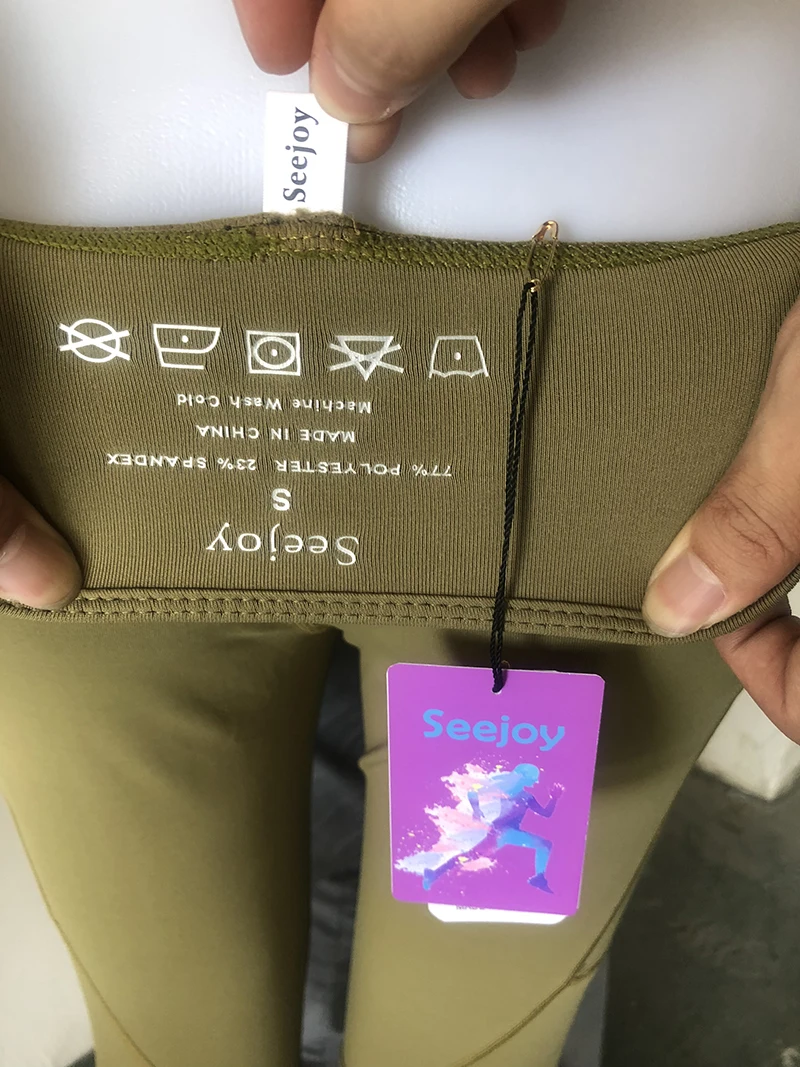 Seejoy
Seejoy
S
77% POLYESTER 23% SPANDEX
MADE IN CHINA
Machine Wash Cold
Seejoy